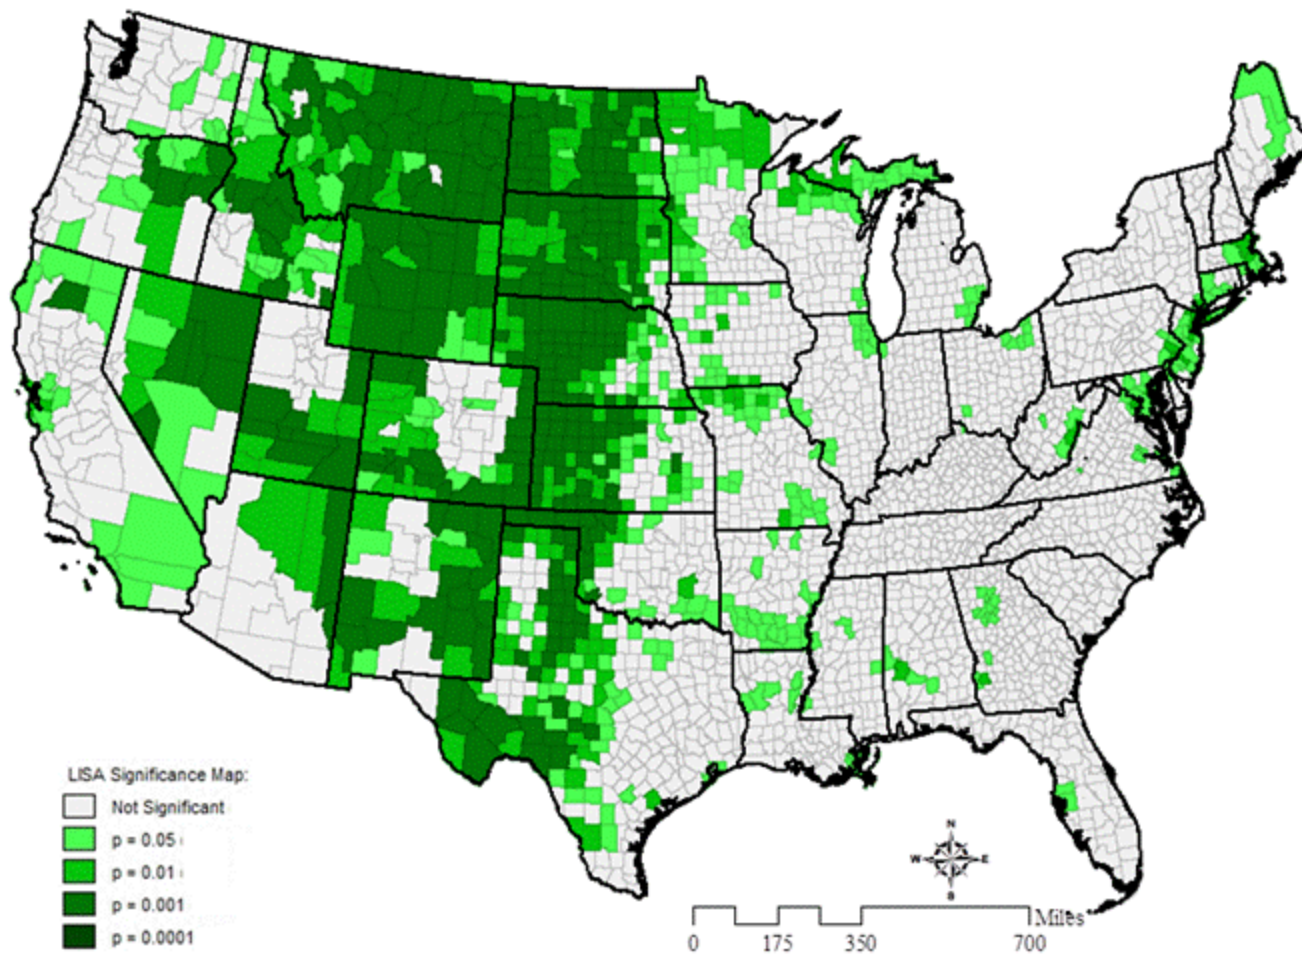 LISA Significance Map:
Not Significant
p = 0.05
p = 0.01
p = 0.001
p = 0.0001
N
W E
S
Miles
0 175 350 700